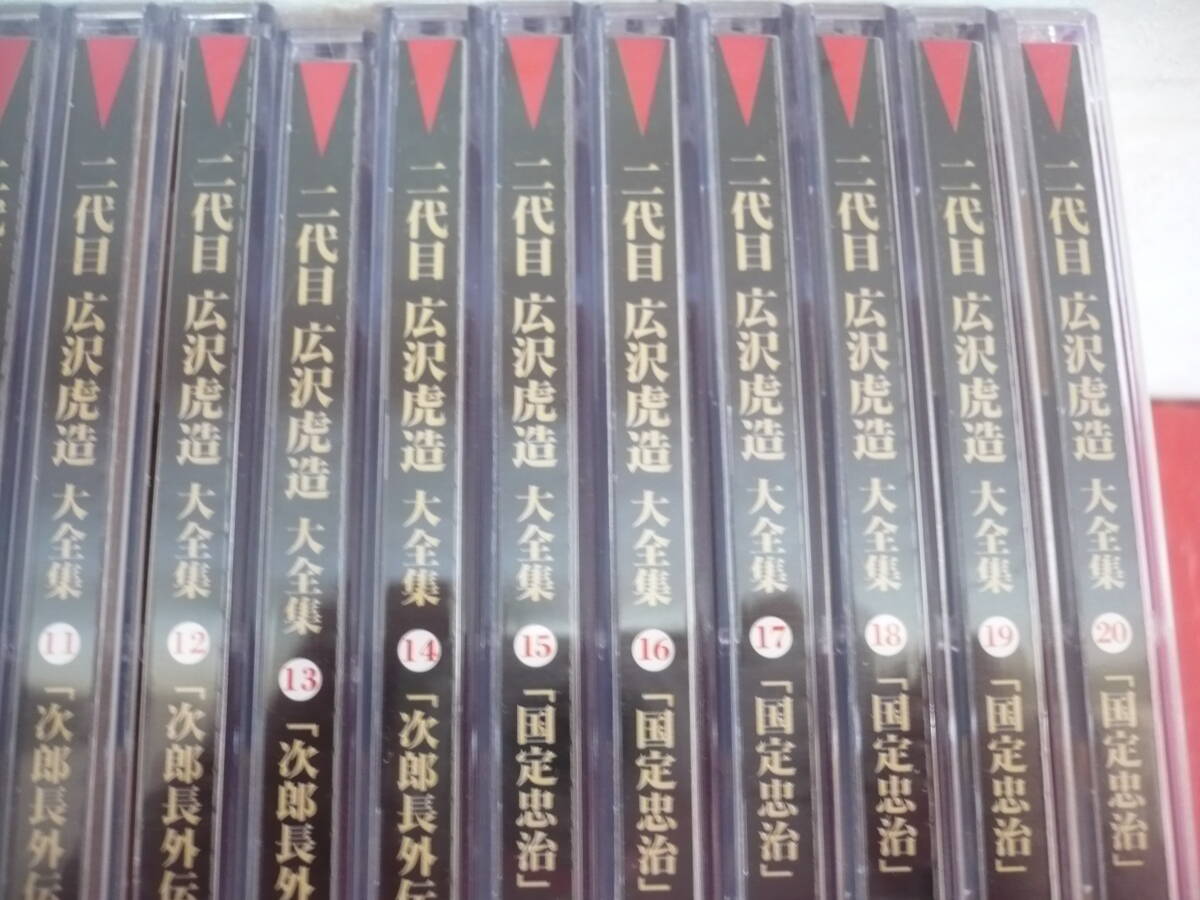 二代目 広沢虎造 大全集 11 「次郎長外伝
二代目 広沢虎造 大全集 12 「次郎長外伝
二代目 広沢虎造 大全集 13 「次郎長外
二代目 広沢虎造 大全集 14 「次郎長外伝
二代目 広沢虎造 大全集 15 「国定忠治」
二代目 広沢虎造 大全集 16 「国定忠治」
二代目 広沢虎造 大全集 17 「国定忠治」
二代目 広沢虎造 大全集 18 「国定忠治」
二代目 広沢虎造 大全集 19 「国定忠治」
二代目 広沢虎造 大全集 20 「国定忠治」